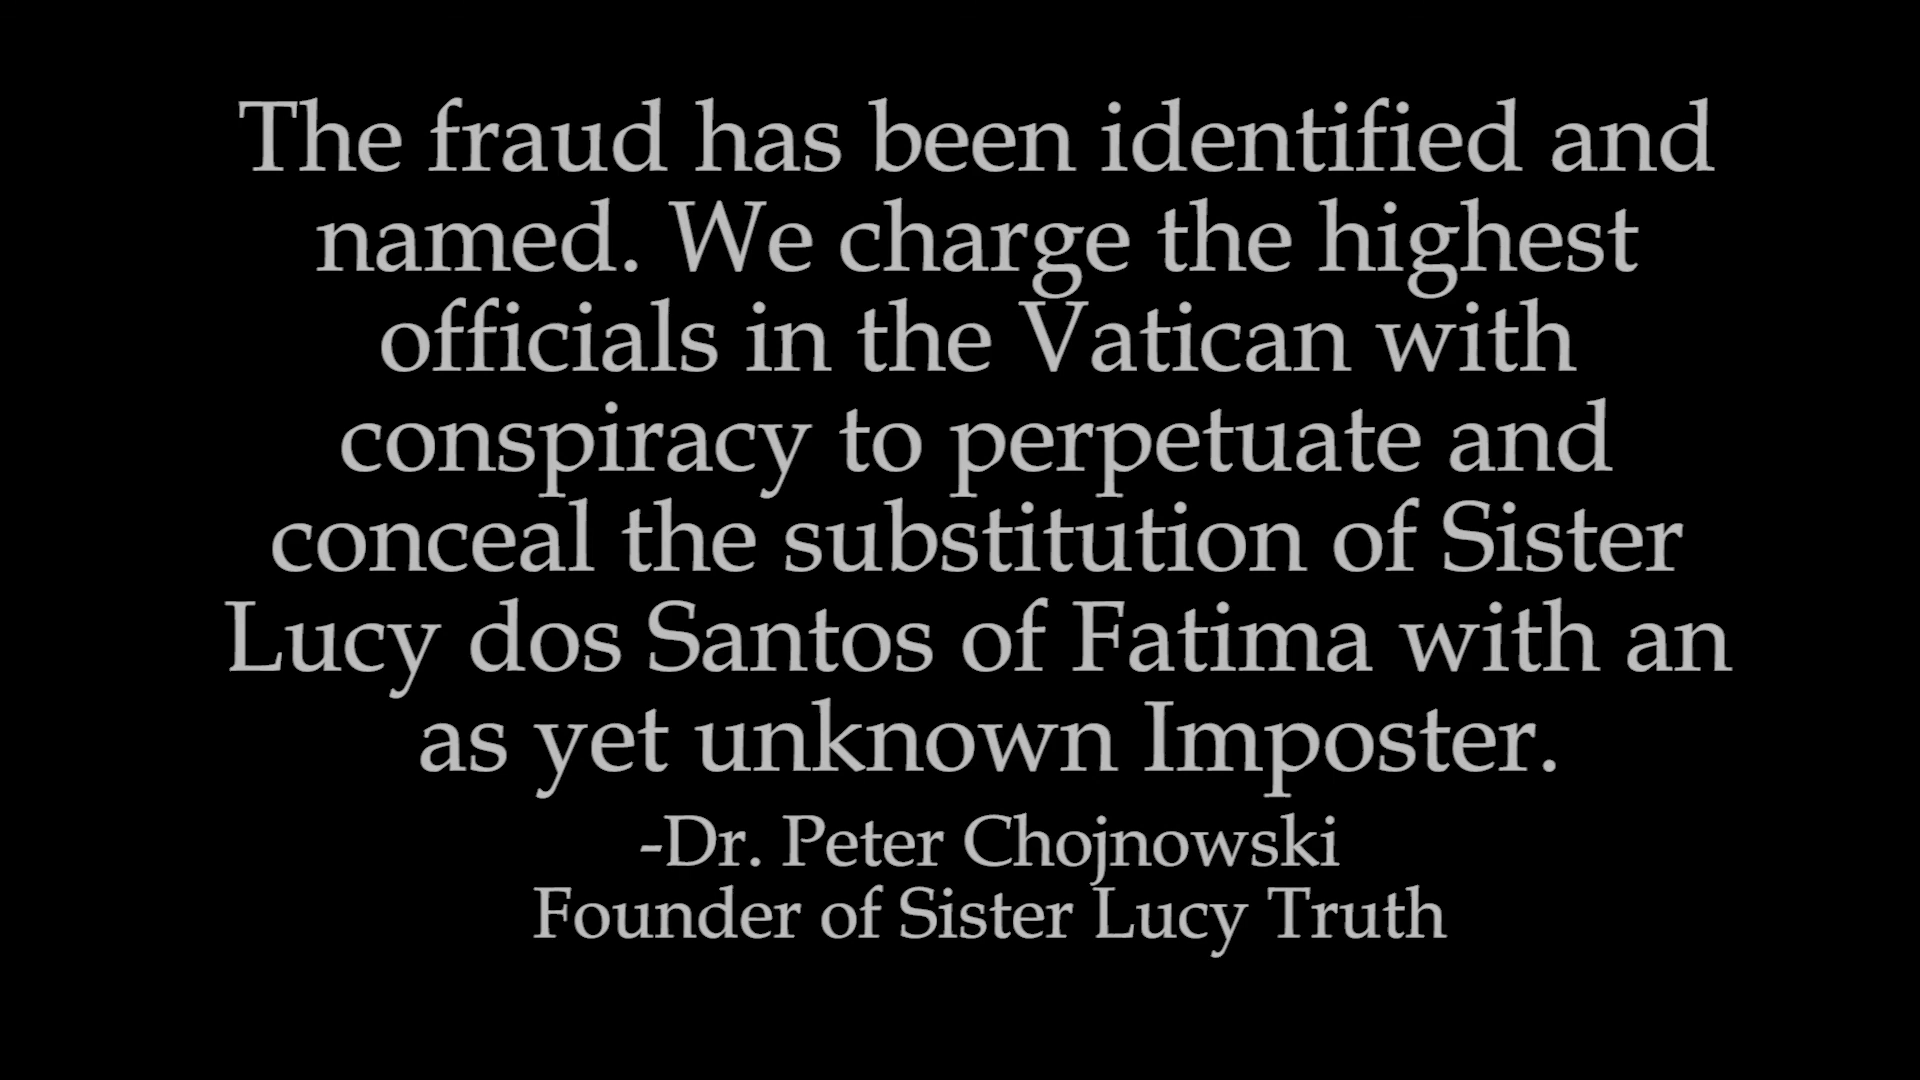 The fraud has been identified and
named. We charge the highest
officials in the Vatican with
conspiracy to perpetuate and
conceal the substitution of Sister
Lucy dos Santos of Fatima with an
as yet unknown Imposter.
-Dr. Peter Chojnowski
Founder of Sister Lucy Truth